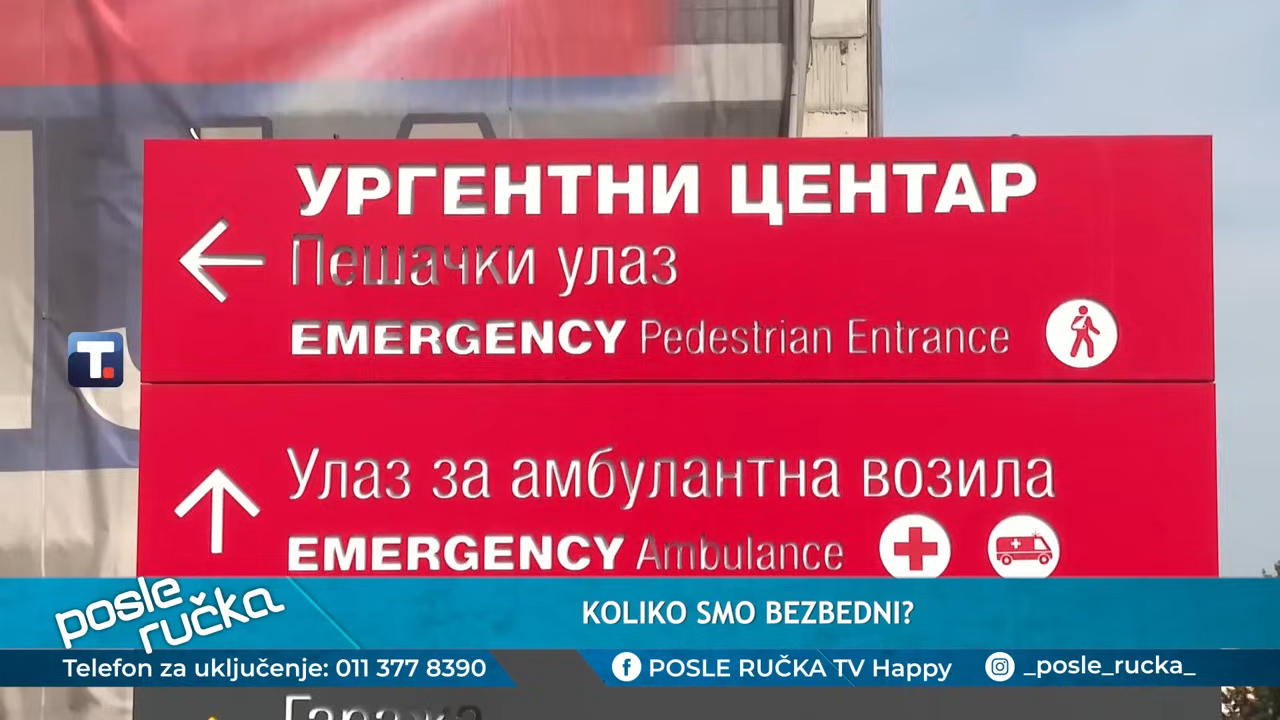 УРГЕНТНИ ЦЕНТАР
Пешачки улаз
EMERGENCY Pedestrian Entrance
T.
Улаз за амбулантна возила
EMERGENCY Ambulance
posle
ručka
KOLIKO SMO BEZBEDNI?
Telefon za uključenje: 011 377 8390
POSLE RUČKA TV Happy
_posle_rucka_
Гаража